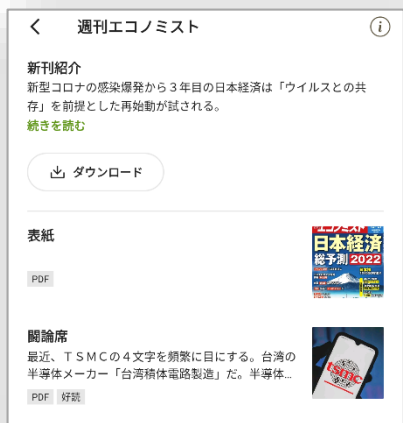 週刊エコノミスト
新刊紹介
新型コロナの感染爆発から３年目の日本経済は「ウイルスとの共
存」を前提とした再始動が試される。
続きを読む
ダウンロード
表紙
エコノミスト
日本経済
総予測 2022
PDF
闘論席
最近、ＴＳＭＣの４文字を頻繁に目にする。台湾の
半導体メーカー「台湾積体電路製造」だ。半導体…
tsmc
PDF 好読